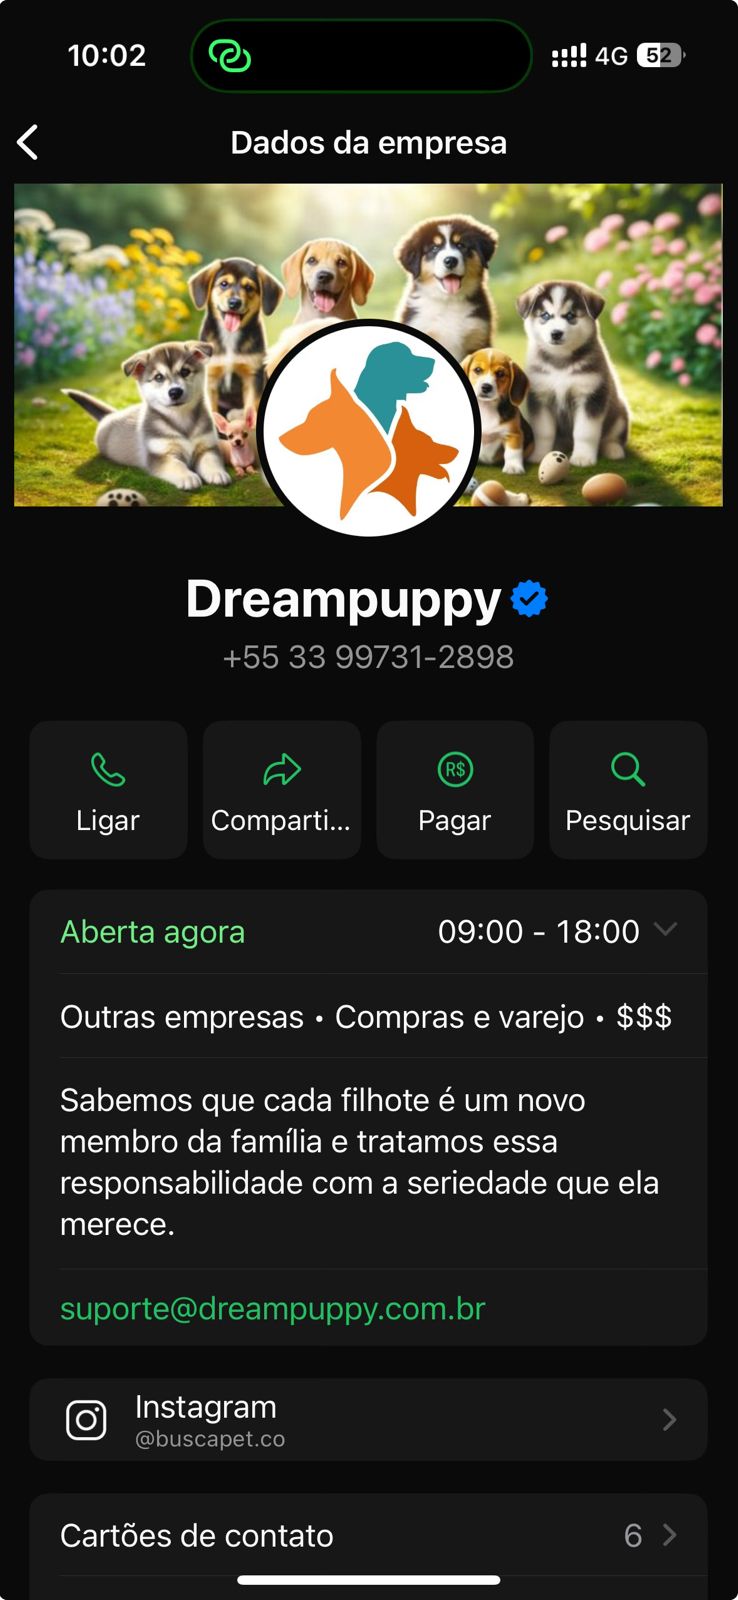 10:02
4G
52
Dados da empresa
Dreampuppy
+55 33 99731-2898
Ligar
Comparti...
R$
Pagar
Pesquisar
Aberta agora
09:00 - 18:00
Outras empresas • Compras e varejo • $$$
Sabemos que cada filhote é um novo
membro da família e tratamos essa
responsabilidade com a seriedade que ela
merece.
suporte@dreampuppy.com.br
Instagram
@buscapet.co
Cartões de contato
6